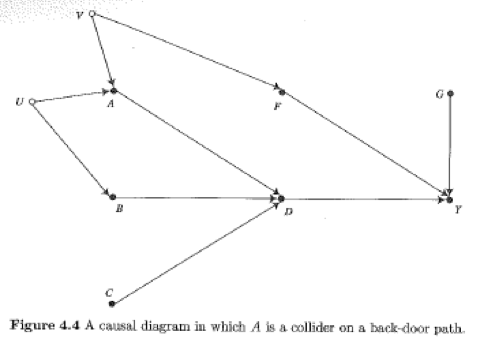 V
G
U
A
F
B
D
Y
C
Figure 4.4 A causal diagram in which A is a collider on a back-door path.